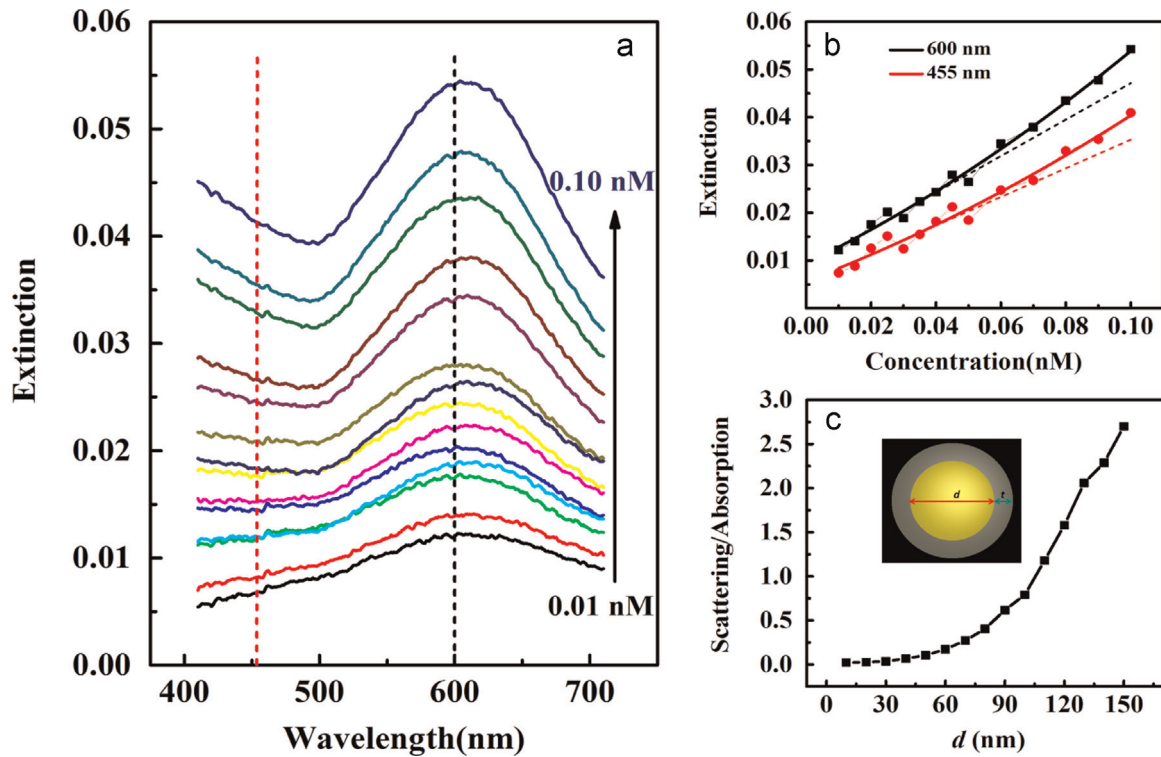 a
Extinction
0.06
0.05
0.04
0.03
0.02
0.01
0.00
0.10 nM
0.01 nM
400
500
600
700
Wavelength(nm)
b
600 nm
455 nm
Extinction
0.06
0.05
0.04
0.03
0.02
0.01
0.00
0.02
0.04
0.06
0.08
0.10
Concentration(nM)
c
Scattering/Absorption
3.0
2.5
2.0
1.5
1.0
0.5
0.0
d
t
0
30
60
90
120
150
d (nm)